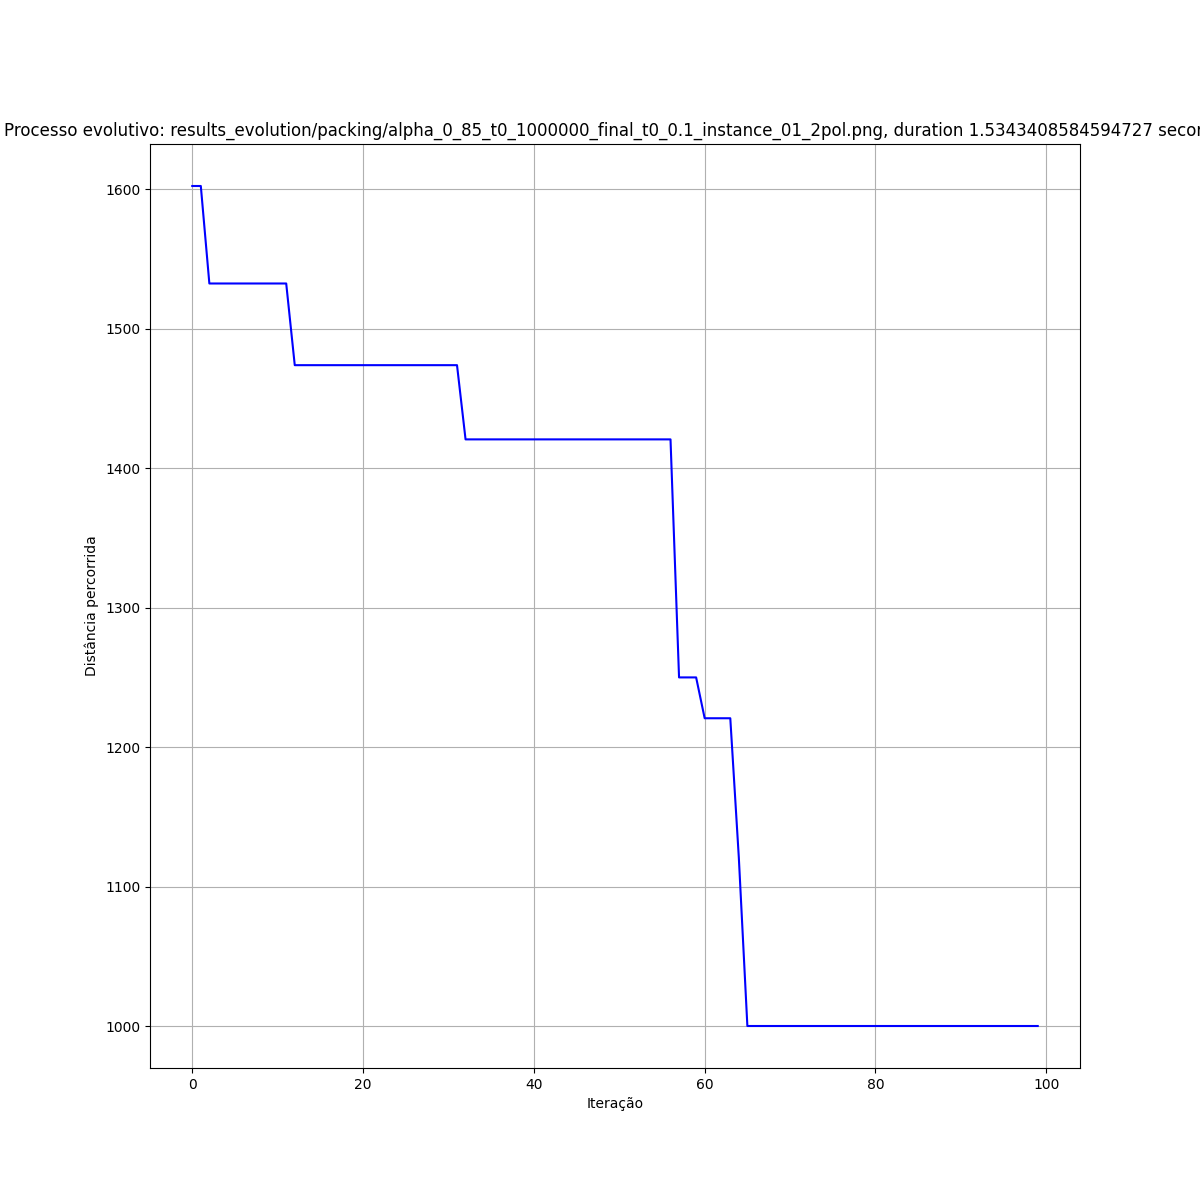 Processo evolutivo: results_evolution/packing/alpha_0_85_t0_1000000_final_t0_0.1_instance_01_2pol.png, duration 1.5343408584594727 secon
1600
1500
1400
1300
1200
1100
1000
Distância percorrida
0 20 40 60 80 100
Iteração